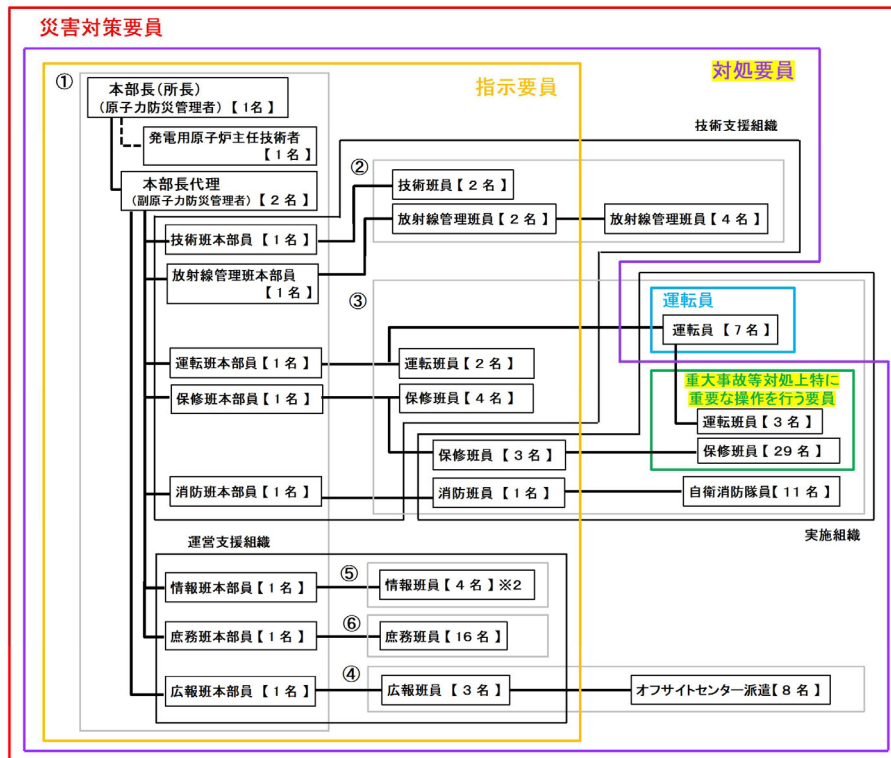 災害対策要員
対処要員
指示要員
①
本部長(所長)
(原子力防災管理者)【 1名 】
技術支援組織
発電用原子炉主任技術者
【 1 名 】
②
本部長代理
(副原子力防災管理者)【 2 名 】
技術班員【 2 名 】
放射線管理班員【 2 名 】
放射線管理班員【 4 名 】
技術班本部員【 1 名 】
放射線管理班本部員
【 1 名 】
③
運転員
運転員【 7 名 】
運転班本部員【 1 名 】
運転班員【 2 名 】
重大事故等対処上特に
重要な操作を行う要員
保修班本部員【 1 名 】
保修班員【 4 名 】
運転班員【 3 名 】
保修班員【 3 名 】
保修班員【 29 名 】
消防班本部員【 1 名 】
消防班員【 1 名 】
自衛消防隊員【 11 名 】
実施組織
運営支援組織
⑤
情報班本部員【 1 名 】
情報班員【 4 名 】※2
⑥
庶務班本部員【 1 名 】
庶務班員【 16 名 】
④
広報班本部員【 1 名 】
広報班員【 3 名 】
オフサイトセンター派遣【 8 名 】